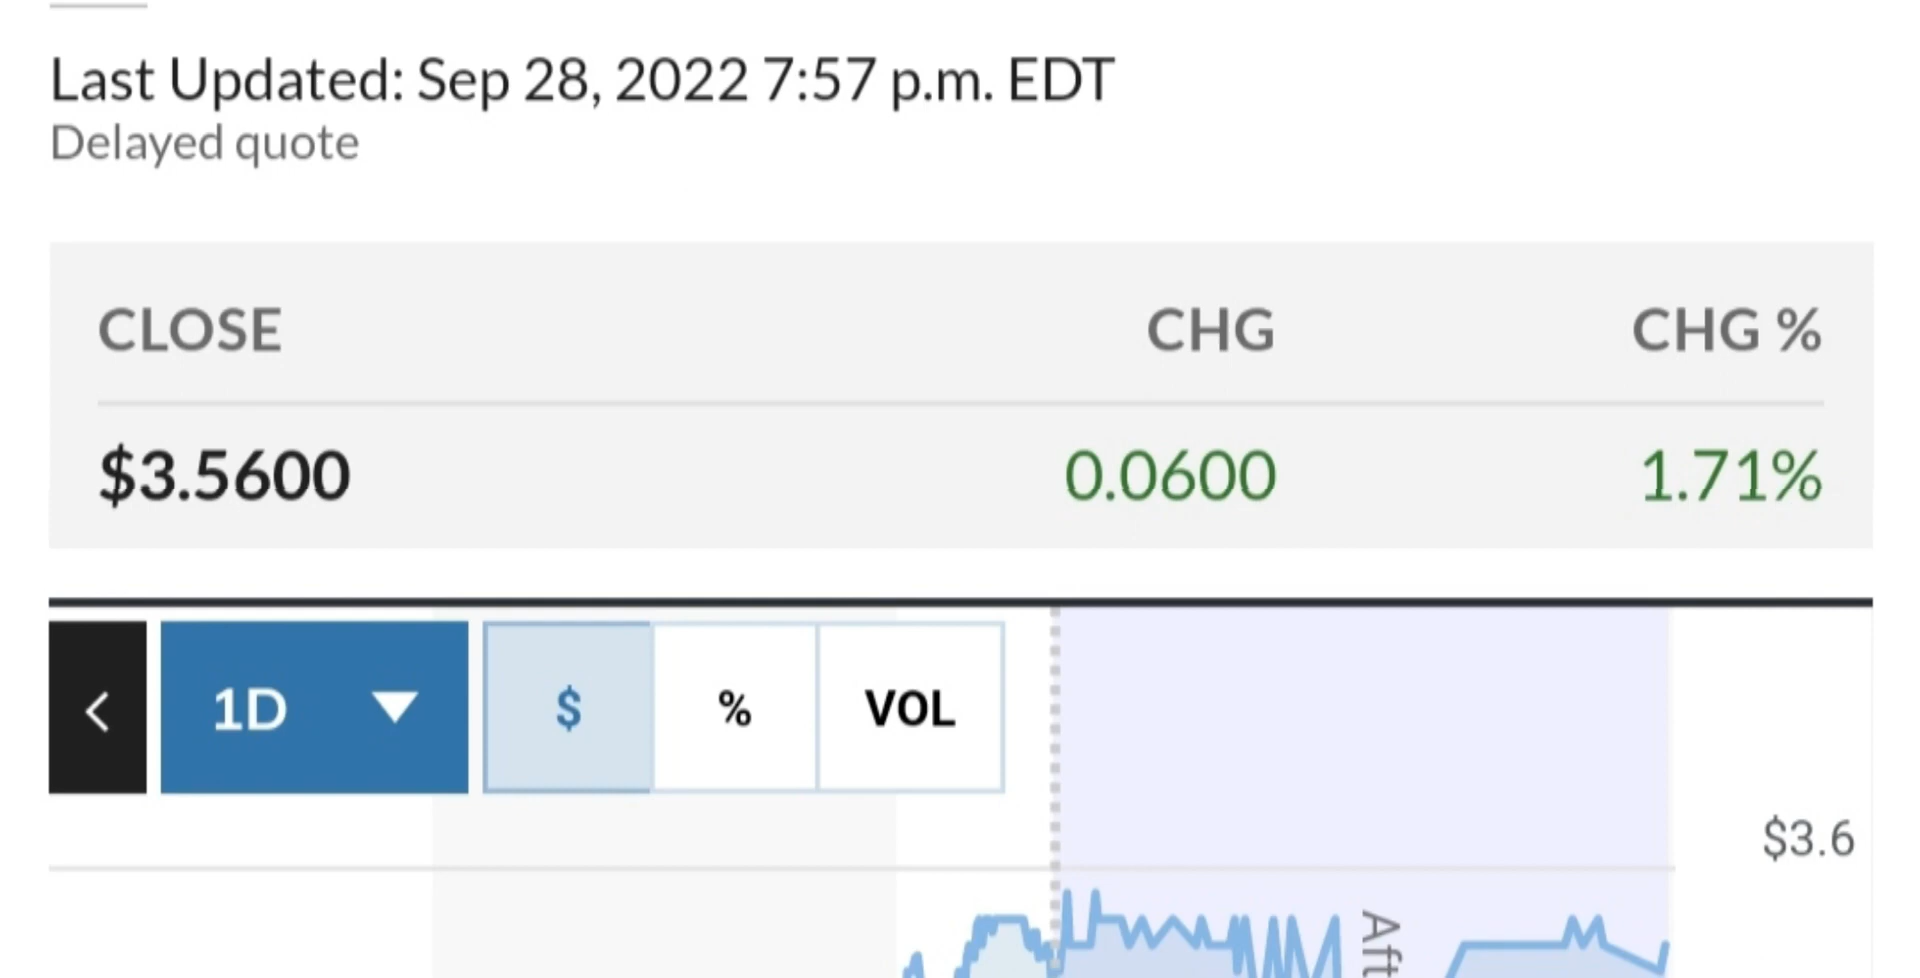 Last Updated: Sep 28, 2022 7:57 p.m. EDT
Delayed quote
CLOSE CHG CHG %
$3.5600 0.0600 1.71%
1D $ % VOL
$3.6
Aft